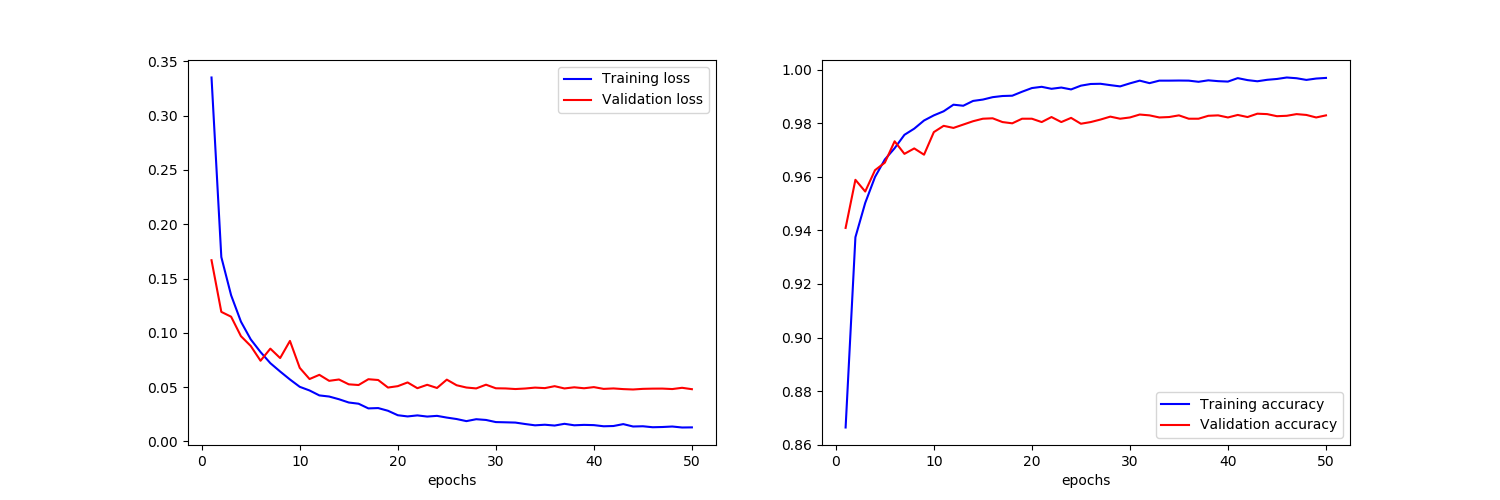 0.35
0.30
0.25
0.20
0.15
0.10
0.05
0.00
0 10 20 30 40 50
epochs
Training loss
Validation loss
1.00
0.98
0.96
0.94
0.92
0.90
0.88
0.86
0 10 20 30 40 50
epochs
Training accuracy
Validation accuracy